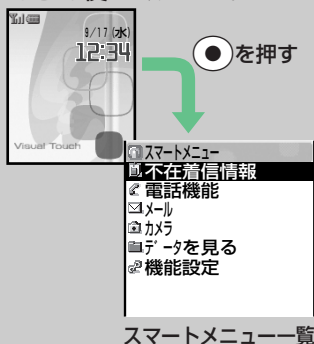 9/17(水)
12:34
Visual Touch
●を押す
スマートメニュー
不在着信情報
電話機能
メール
カメラ
データを見る
機能設定
スマートメニュー一覧